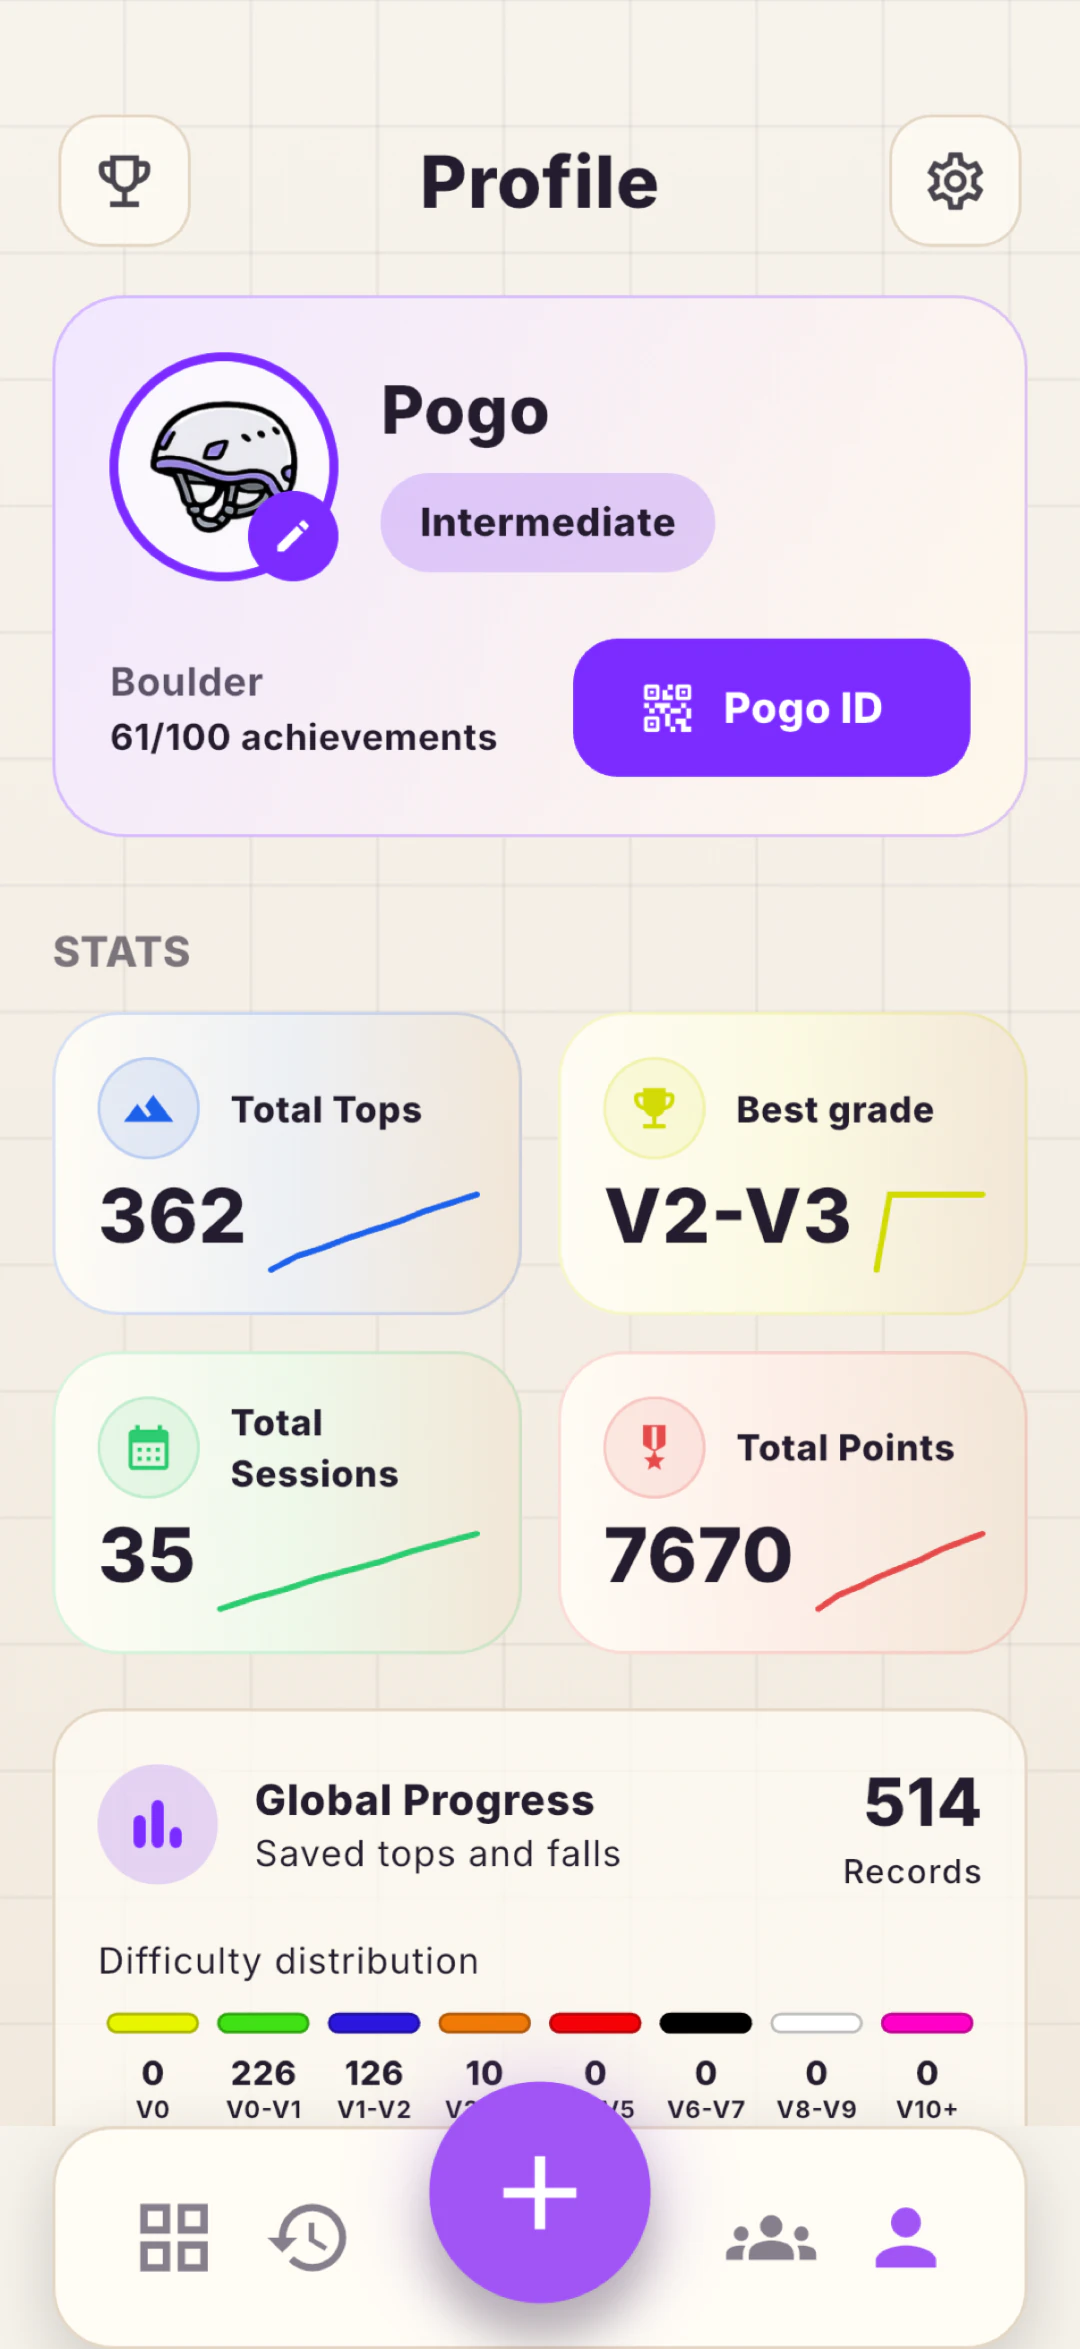 Profile
Pogo
Intermediate
Boulder
61/100 achievements
Pogo ID
STATS
Total Tops
362
Best grade
V2-V3
Total
Sessions
35
Total Points
7670
Global Progress
Saved tops and falls
514
Records
Difficulty distribution
0 226 126 10 0 0 0 0
V0 V0-V1 V1-V2 V6-V7 V8-V9 V10+